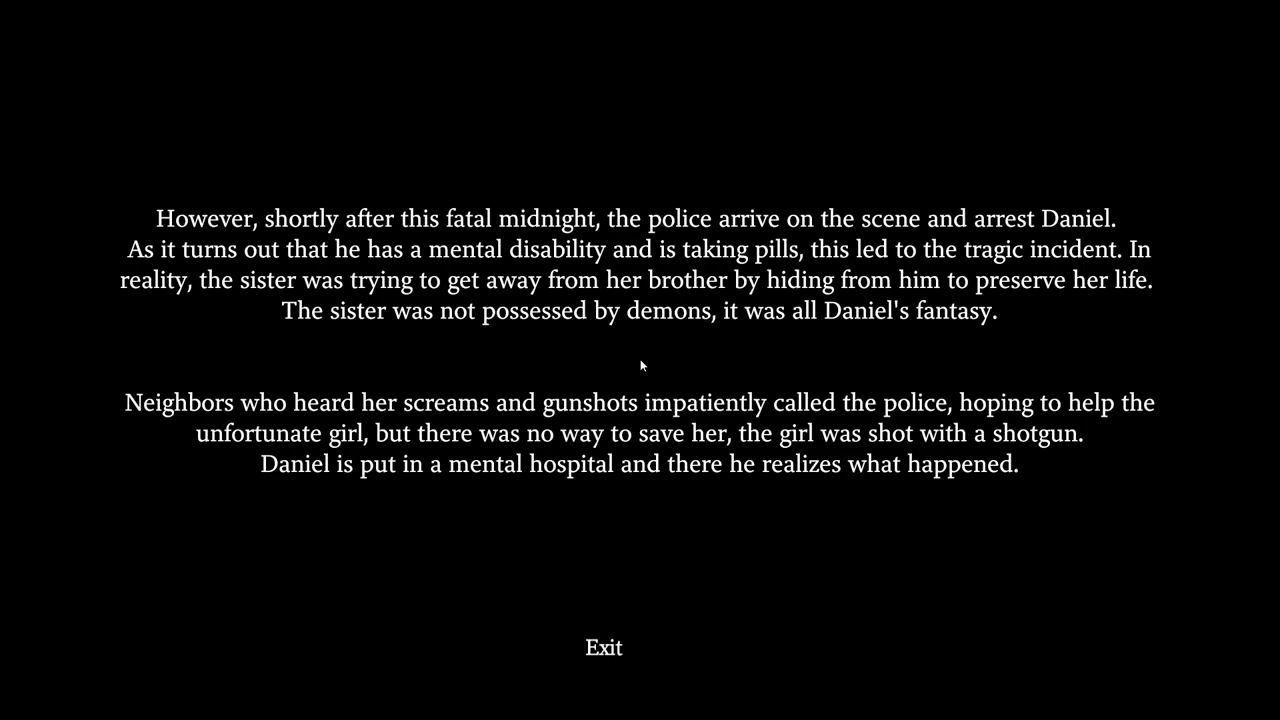 However, shortly after this fatal midnight, the police arrive on the scene and arrest Daniel.
As it turns out that he has a mental disability and is taking pills, this led to the tragic incident. In
reality, the sister was trying to get away from her brother by hiding from him to preserve her life.
The sister was not possessed by demons, it was all Daniel's fantasy.
Neighbors who heard her screams and gunshots impatiently called the police, hoping to help the
unfortunate girl, but there was no way to save her, the girl was shot with a shotgun.
Daniel is put in a mental hospital and there he realizes what happened.
Exit